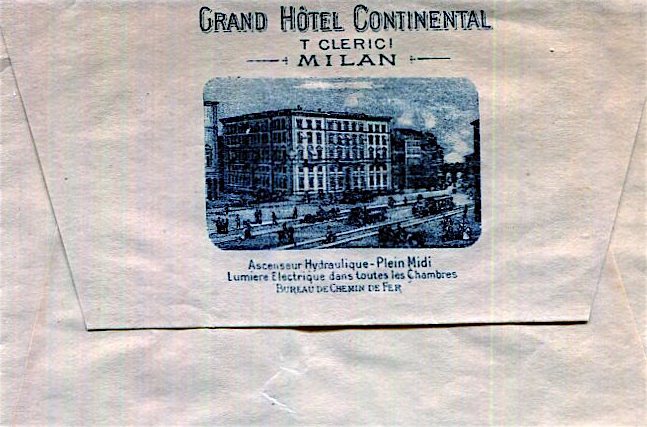 GRAND HÔTEL CONTINENTAL
T CLERICI
MILAN
Ascenseur Hydraulique - Plein Midi
Lumiere Electrique dans toutes les Chambres
BUREAU DE CHEMIN DE FER